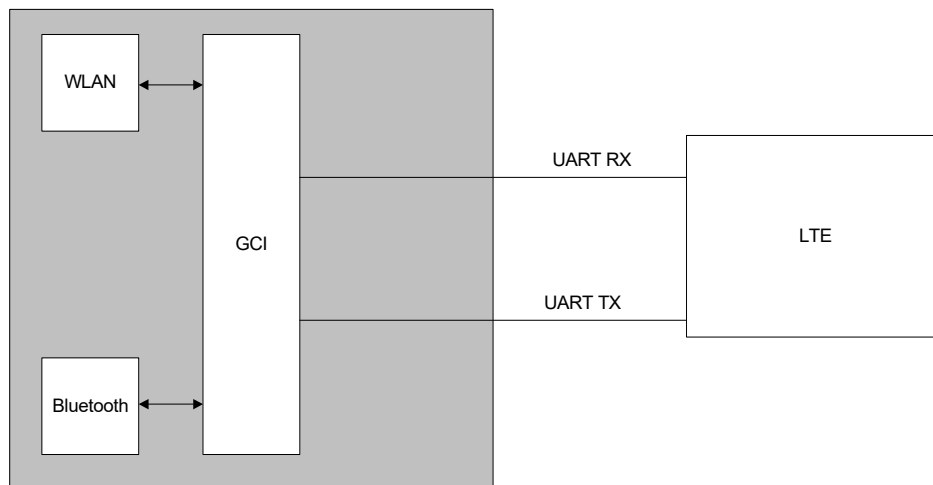 WLAN
UART RX
GCI
LTE
UART TX
Bluetooth